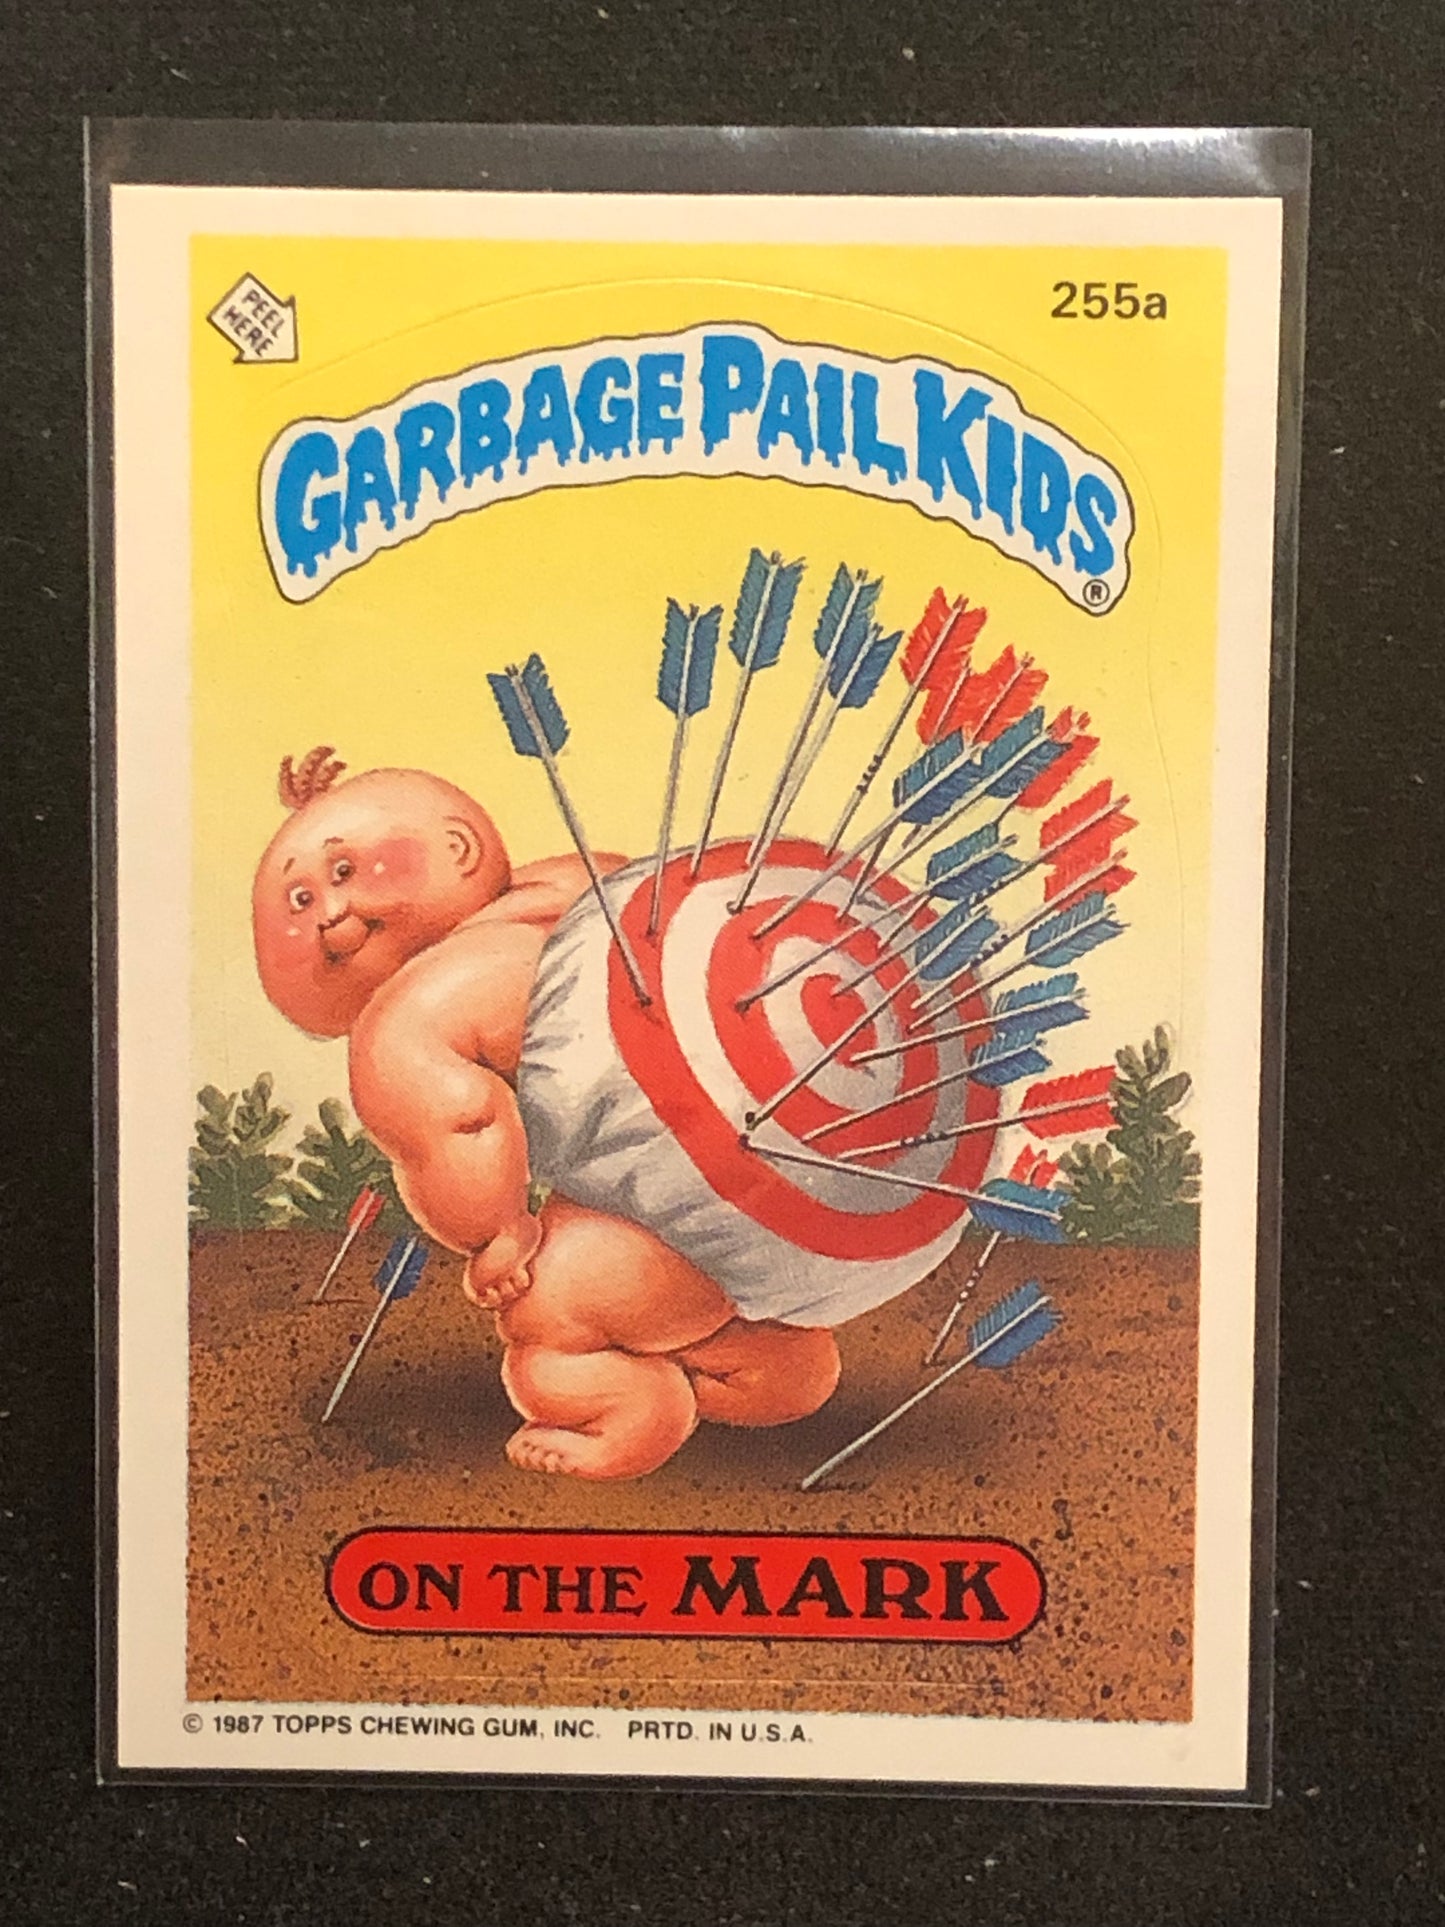 PEEL
HERE
255a
GARBAGE PAIL KIDS
®
ON THE MARK
© 1987 TOPPS CHEWING GUM, INC. PRTD. IN U.S.A.